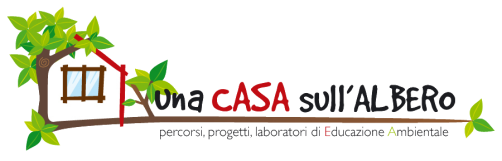 una CASA sull'ALBERO
percorsi, progetti, laboratori di Educazione Ambientale